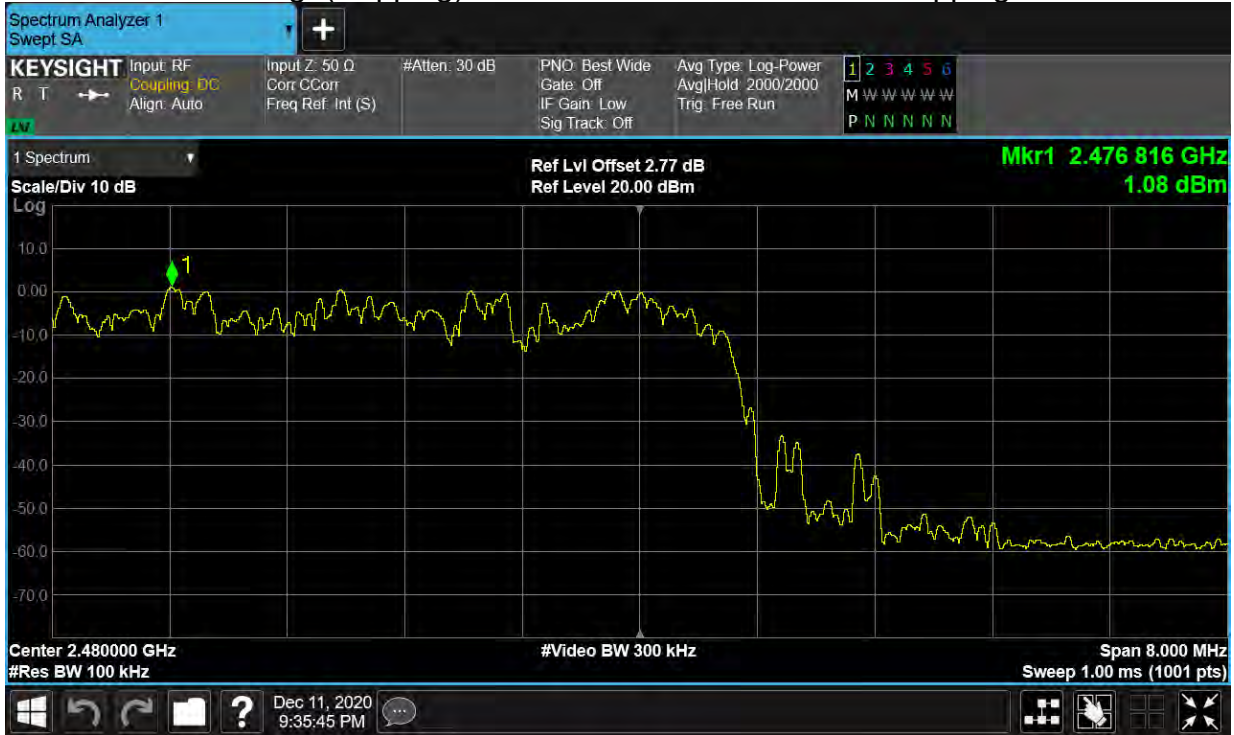 Spectrum Analyzer 1
Swept SA
KEYSIGHT
R T
Input: RF
Coupling: DC
Align: Auto
Input Z: 50 Ω
Corr CCorr
Freq Ref: Int (S)
#Atten: 30 dB
PNO: Best Wide
Gate: Off
IF Gain: Low
Sig Track: Off
Avg Type: Log-Power
Avg|Hold: 2000/2000
Trig: Free Run
1 2 3 4 5 6
M W W W W W
P N N N N N
1 Spectrum
Scale/Div 10 dB
Log
Ref Lvl Offset 2.77 dB
Ref Level 20.00 dBm
Mkr1 2.476 816 GHz
1.08 dBm
1
10.0
0.00
-10.0
-20.0
-30.0
-40.0
-50.0
-60.0
-70.0
Center 2.480000 GHz
#Res BW 100 kHz
#Video BW 300 kHz
Span 8.000 MHz
Sweep 1.00 ms (1001 pts)
?
Dec 11, 2020
9:35:45 PM